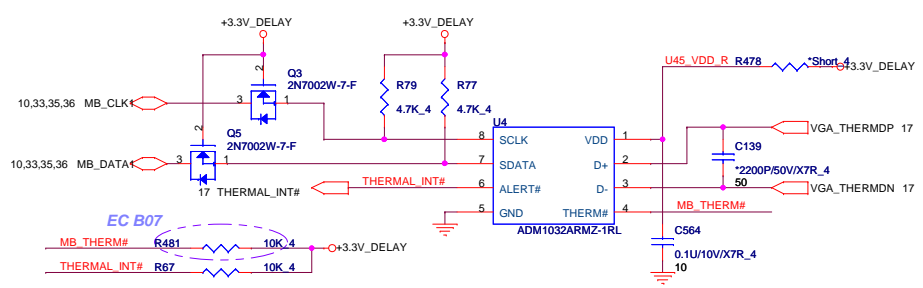 +3.3V_DELAY
+3.3V_DELAY
U45_VDD_R R478 *Short_4 +3.3V_DELAY
2 Q3
2N7002W-7-F
R79 R77
4.7K_4 4.7K_4
10,33,35,36 MB_CLK1 3 1
2 Q5
2N7002W-7-F
U4
8 SCLK VDD 1
VGA_THERMDP 17
C139
*2200P/50V/X7R_4
50
10,33,35,36 MB_DATA1 3 1
7 SDATA D+ 2
17 THERMAL_INT# THERMAL_INT# 6 ALERT# D- 3 VGA_THERMDN 17
5 GND THERM# 4 MB_THERM#
ADM1032ARMZ-1RL
EC B07
MB_THERM# R481 10K_4 +3.3V_DELAY
THERMAL_INT# R67 10K_4
C564
0.1U/10V/X7R_4
10